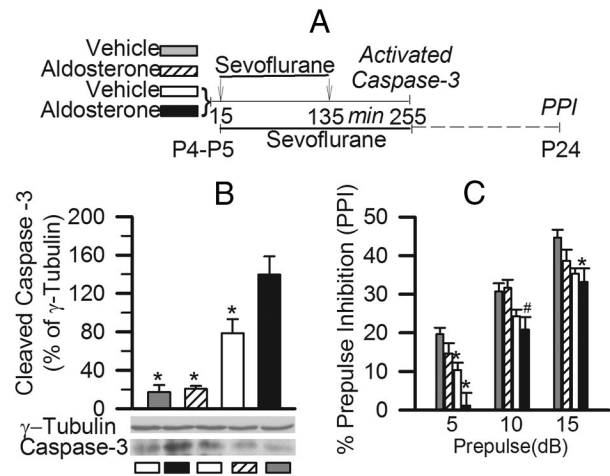 A
Vehicle
Aldosterone
Vehicle
Aldosterone
Sevoflurane
Activated
Caspase-3
15 135 min 255
PPI
Sevoflurane
P4-P5
P24
B
Cleaved Caspase-3
(% of γ-Tubulin)
200
160
120
80
40
0
* * *
γ-Tubulin
Caspase-3
C
% Prepulse Inhibition (PPI)
50
40
30
20
10
0
* * # *
5 10 15
Prepulse(dB)